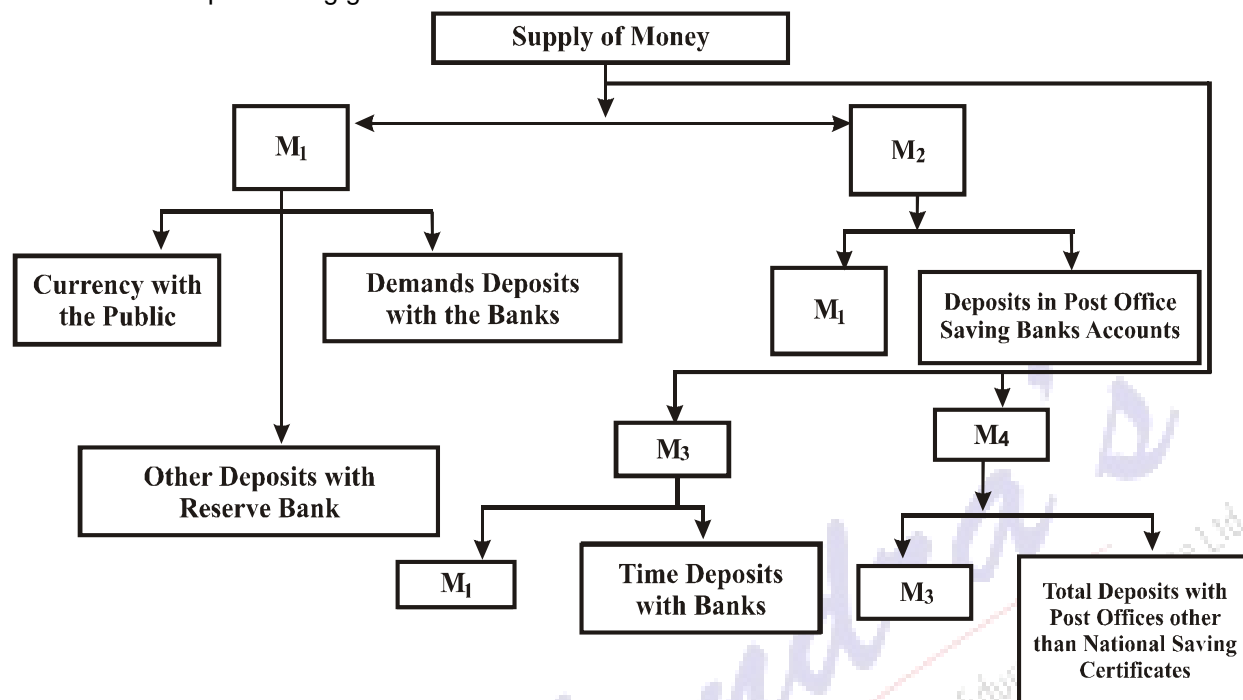 Supply of Money
M₁
M₂
Currency with
the Public
Demands Deposits
with the Banks
M₁
Deposits in Post Office
Saving Banks Accounts
M₃
M₄
Other Deposits with
Reserve Bank
M₁
Time Deposits
with Banks
M₃
Total Deposits with
Post Offices other
than National Saving
Certificates